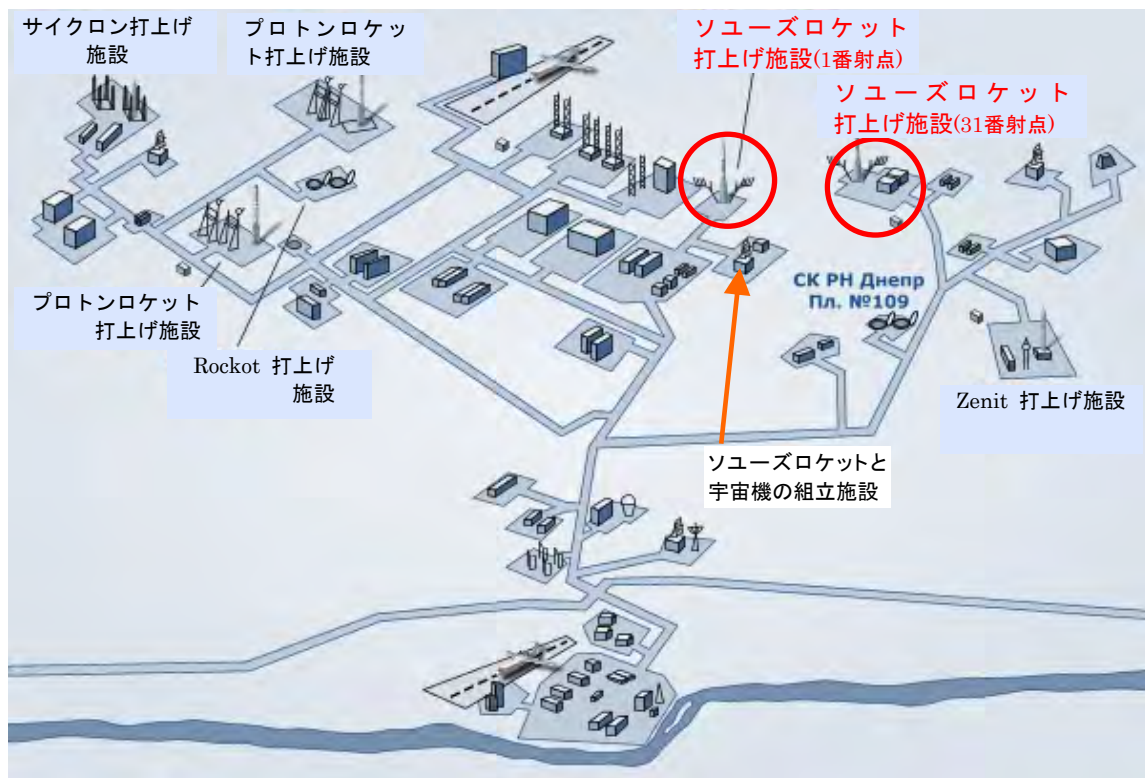 サイクロン打上げ
施設
プロトンロケッ
ト打上げ施設
ソユーズロケット
打上げ施設(1番射点)
ソユーズロケット
打上げ施設(31番射点)
プロトンロケット
打上げ施設
Rockot 打上げ
施設
СК РН Днепр
Пл. №109
Zenit 打上げ施設
ソユーズロケットと
宇宙機の組立施設